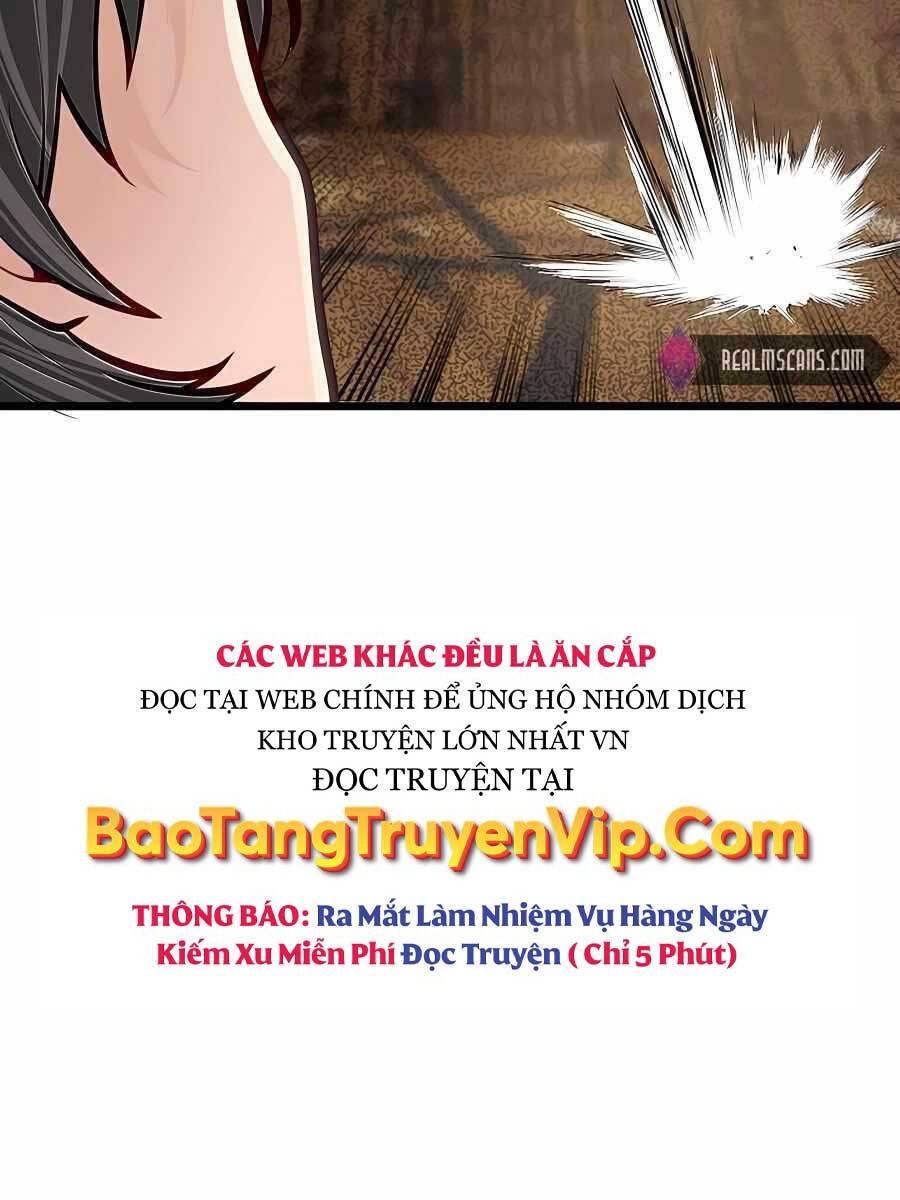 REALMSCANS.COM
CÁC WEB KHÁC ĐỀU LÀ ĂN CẮP
ĐỌC TẠI WEB CHÍNH ĐỂ ỦNG HỘ NHÓM DỊCH
KHO TRUYỆN LỚN NHẤT VN
ĐỌC TRUYỆN TẠI
BaoTangTruyenVip.Com
THÔNG BÁO: Ra Mắt Làm Nhiệm Vụ Hàng Ngày
Kiếm Xu Miễn Phí Đọc Truyện ( Chỉ 5 Phút)